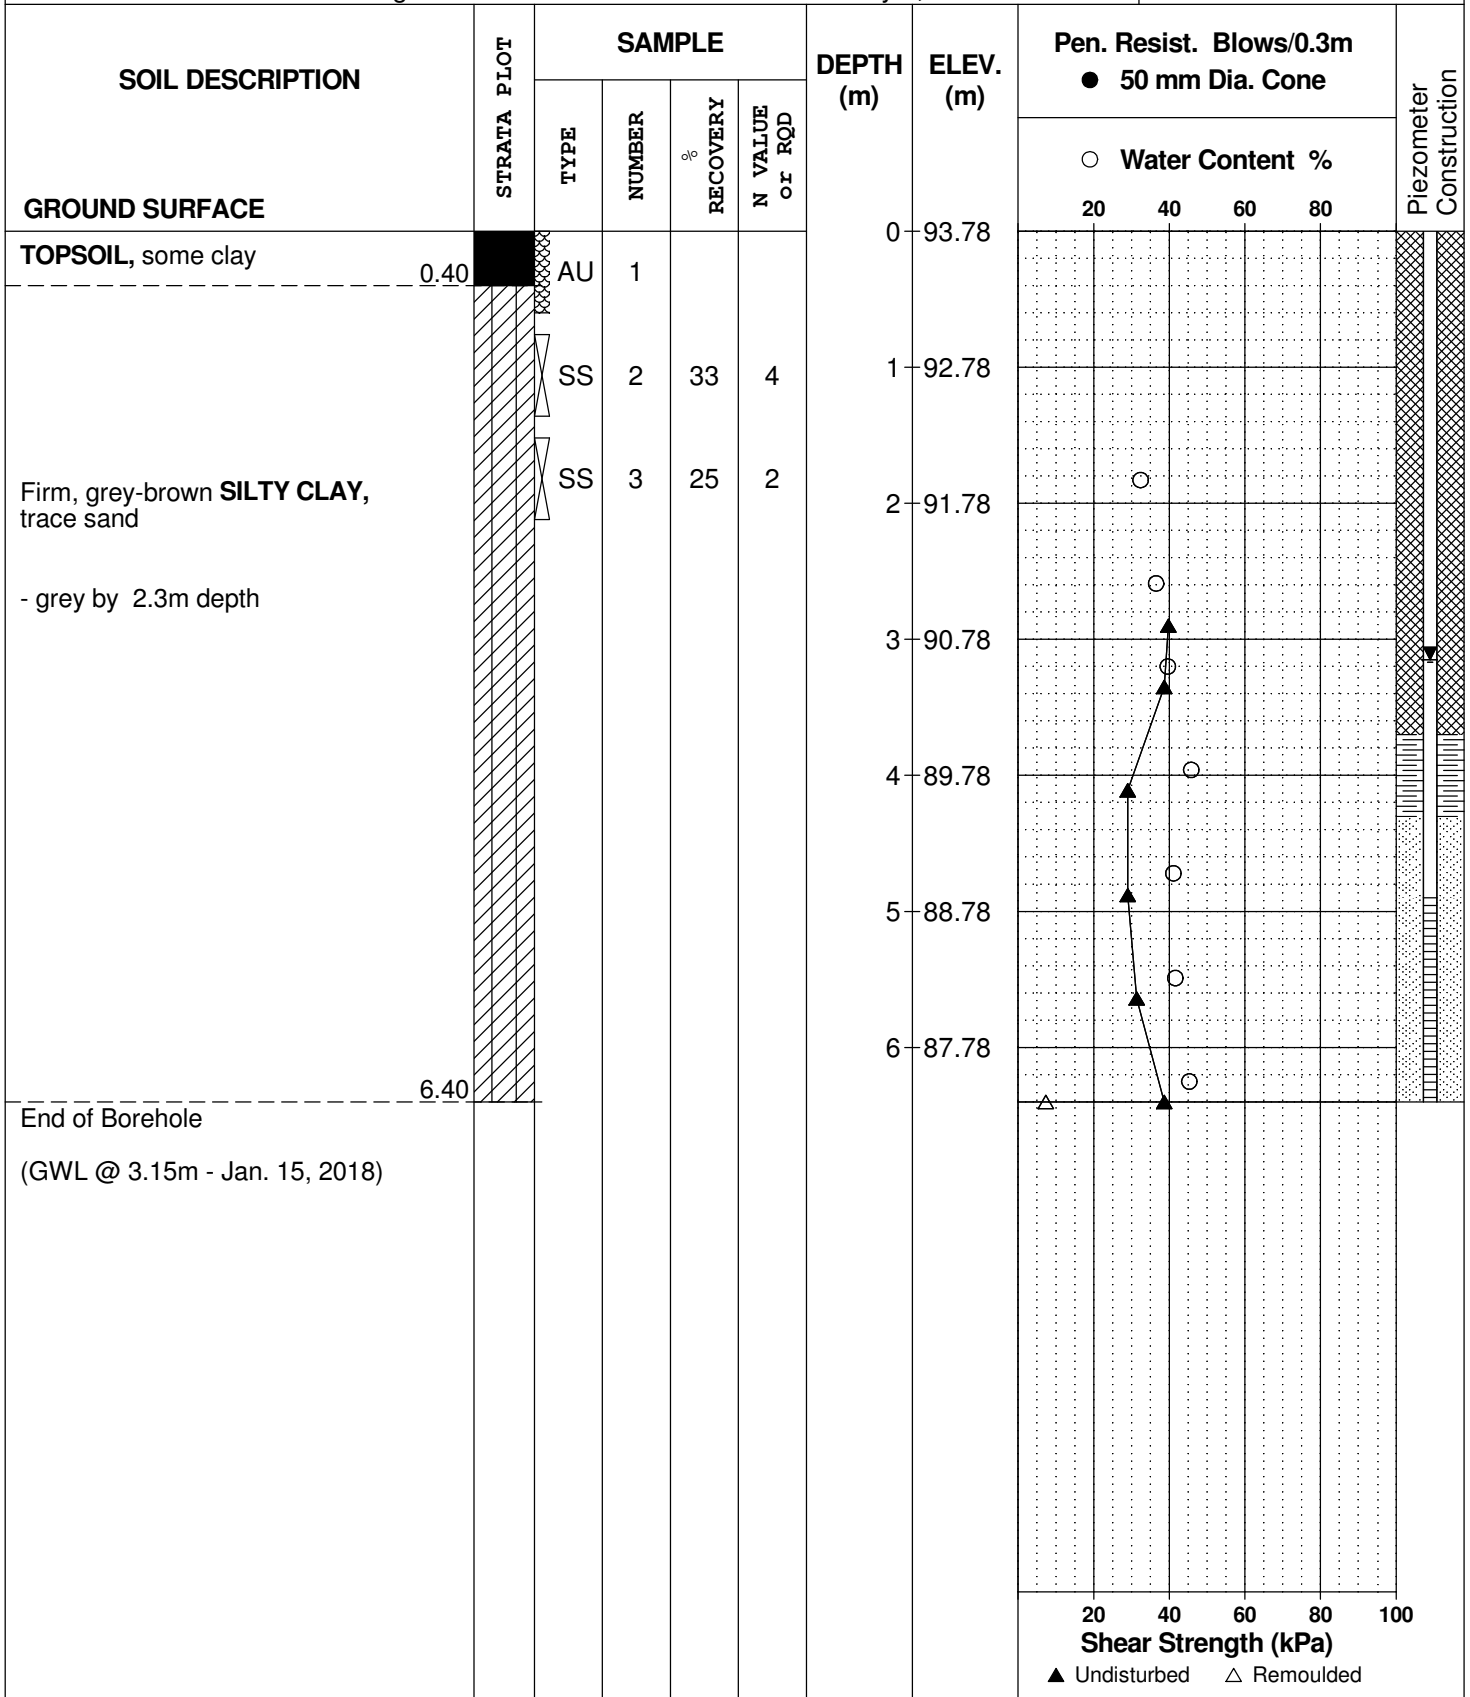 SOIL DESCRIPTION
GROUND SURFACE
STRATA PLOT
SAMPLE
TYPE
NUMBER
% RECOVERY
N VALUE or RQD
DEPTH (m)
ELEV. (m)
Pen. Resist. Blows/0.3m
● 50 mm Dia. Cone
○ Water Content %
20 40 60 80
Piezometer Construction
TOPSOIL, some clay
0.40
AU 1
0 93.78
SS 2 33 4
1 92.78
SS 3 25 2
Firm, grey-brown SILTY CLAY,
trace sand
2 91.78
- grey by 2.3m depth
3 90.78
4 89.78
5 88.78
6 87.78
6.40
End of Borehole
(GWL @ 3.15m - Jan. 15, 2018)
20 40 60 80 100
Shear Strength (kPa)
▲ Undisturbed △ Remoulded